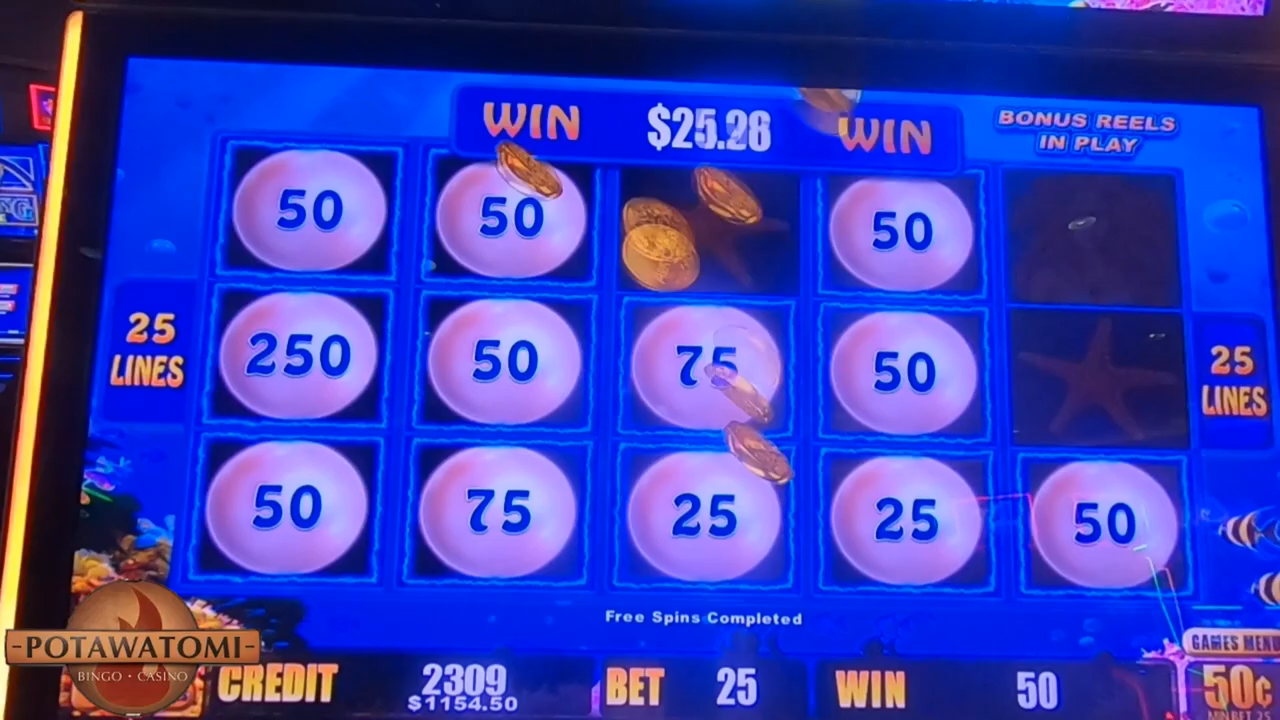 WIN $25.28 WIN
BONUS REELS
IN PLAY
50 50 50
25
LINES
250 50 75 50
25
LINES
50 75 25 25 50
Free Spins Completed
GAMES MENU
-POTAWATOMI-
BINGO • CASINO
CREDIT 2309
$1154.50
BET 25
WIN 50
50¢